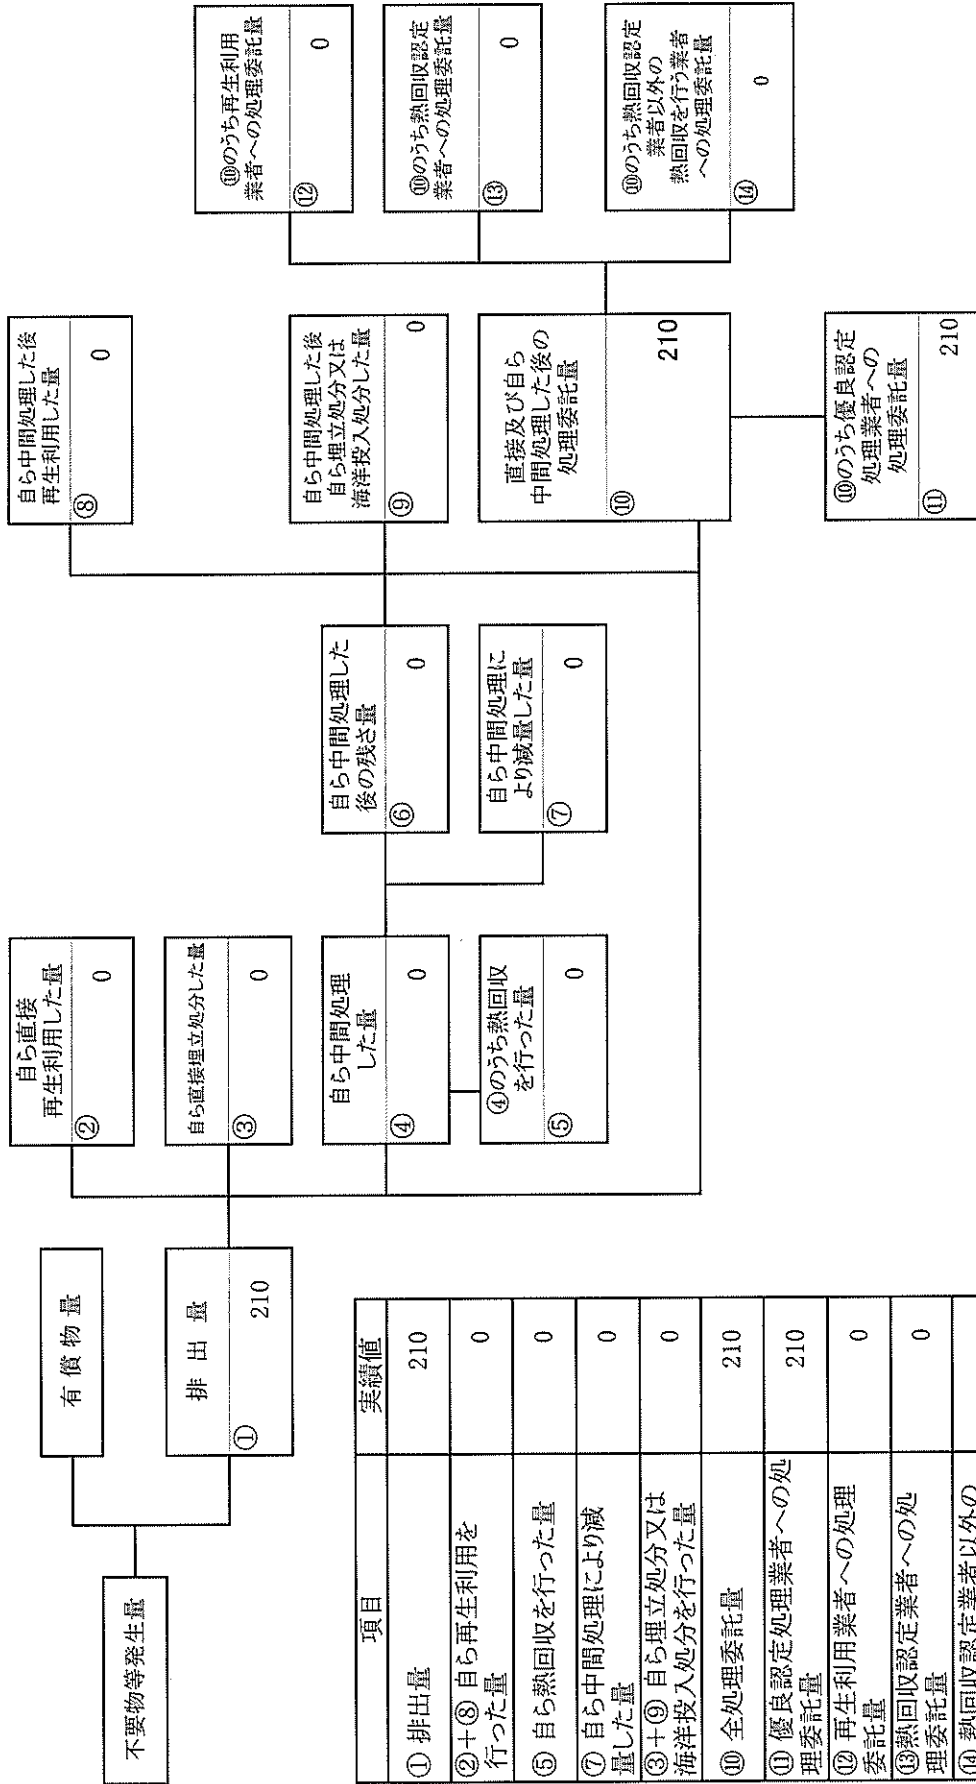 不要物等発生量
有 償 物 量
排 出 量
①
210
自ら直接
再生利用した量
②
0
自ら直接埋立処分した量
③
0
自ら中間処理
した量
④
0
④のうち熱回収
を行った量
⑤
0
自ら中間処理した
後の残さ量
⑥
0
自ら中間処理に
より減量した量
⑦
0
自ら中間処理した後
再生利用した量
⑧
0
自ら中間処理した後
自ら埋立処分又は
海洋投入処分した量
⑨
0
直接及び自ら
中間処理した後の
処理委託量
⑩
210
⑩のうち優良認定
処理業者への
処理委託量
⑪
210
⑩のうち再生利用
業者への処理委託量
⑫
0
⑩のうち熱回収認定
業者への処理委託量
⑬
0
⑩のうち熱回収認定
業者以外の
熱回収を行う業者
への処理委託量
⑭
0
項目 実績値
① 排出量 210
②+⑧ 自ら再生利用を
行った量 0
⑤ 自ら熱回収を行った量 0
⑦ 自ら中間処理により減
量した量 0
③+⑨ 自ら埋立処分又は
海洋投入処分を行った量 0
⑩ 全処理委託量 210
⑪ 優良認定処理業者への処
理委託量 210
⑫ 再生利用業者への処理
委託量 0
⑬熱回収認定業者への処
理委託量 0
⑭ 熱回収認定業者以外の